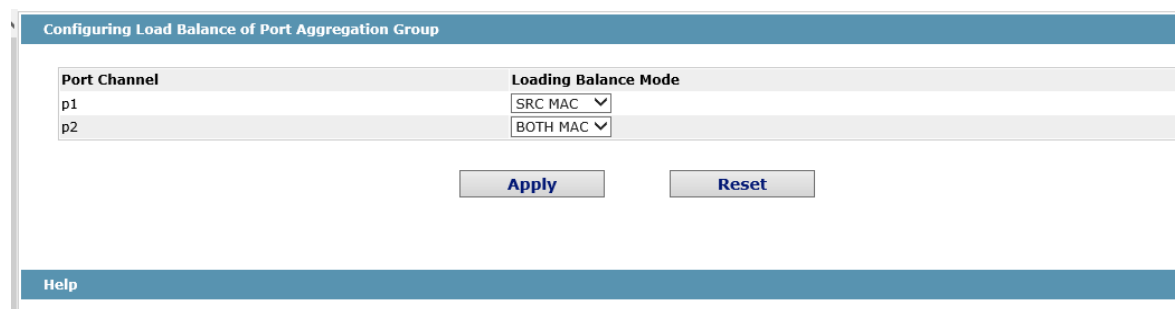 Configuring Load Balance of Port Aggregation Group
Port Channel Loading Balance Mode
p1 SRC MAC
p2 BOTH MAC
Apply Reset
Help